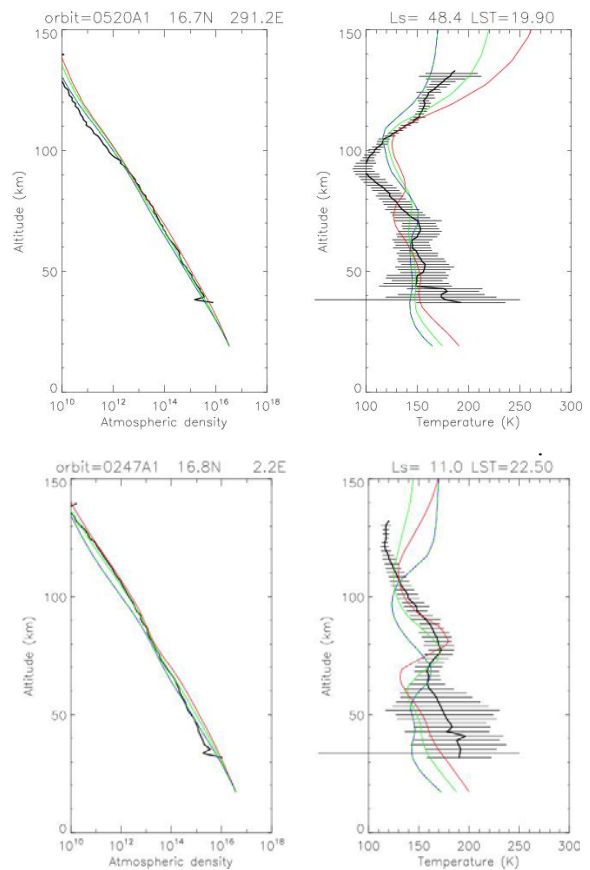 orbit=0520A1 16.7N 291.2E
Ls= 48.4 LST=19.90
150
100
50
0
Altitude (km)
10^10 10^12 10^14 10^16 10^18
Atmospheric density
150
100
50
0
Altitude (km)
100 150 200 250 300
Temperature (K)
orbit=0247A1 16.8N 2.2E
Ls= 11.0 LST=22.50
150
100
50
0
Altitude (km)
10^10 10^12 10^14 10^16 10^18
Atmospheric density
150
100
50
0
Altitude (km)
100 150 200 250 300
Temperature (K)